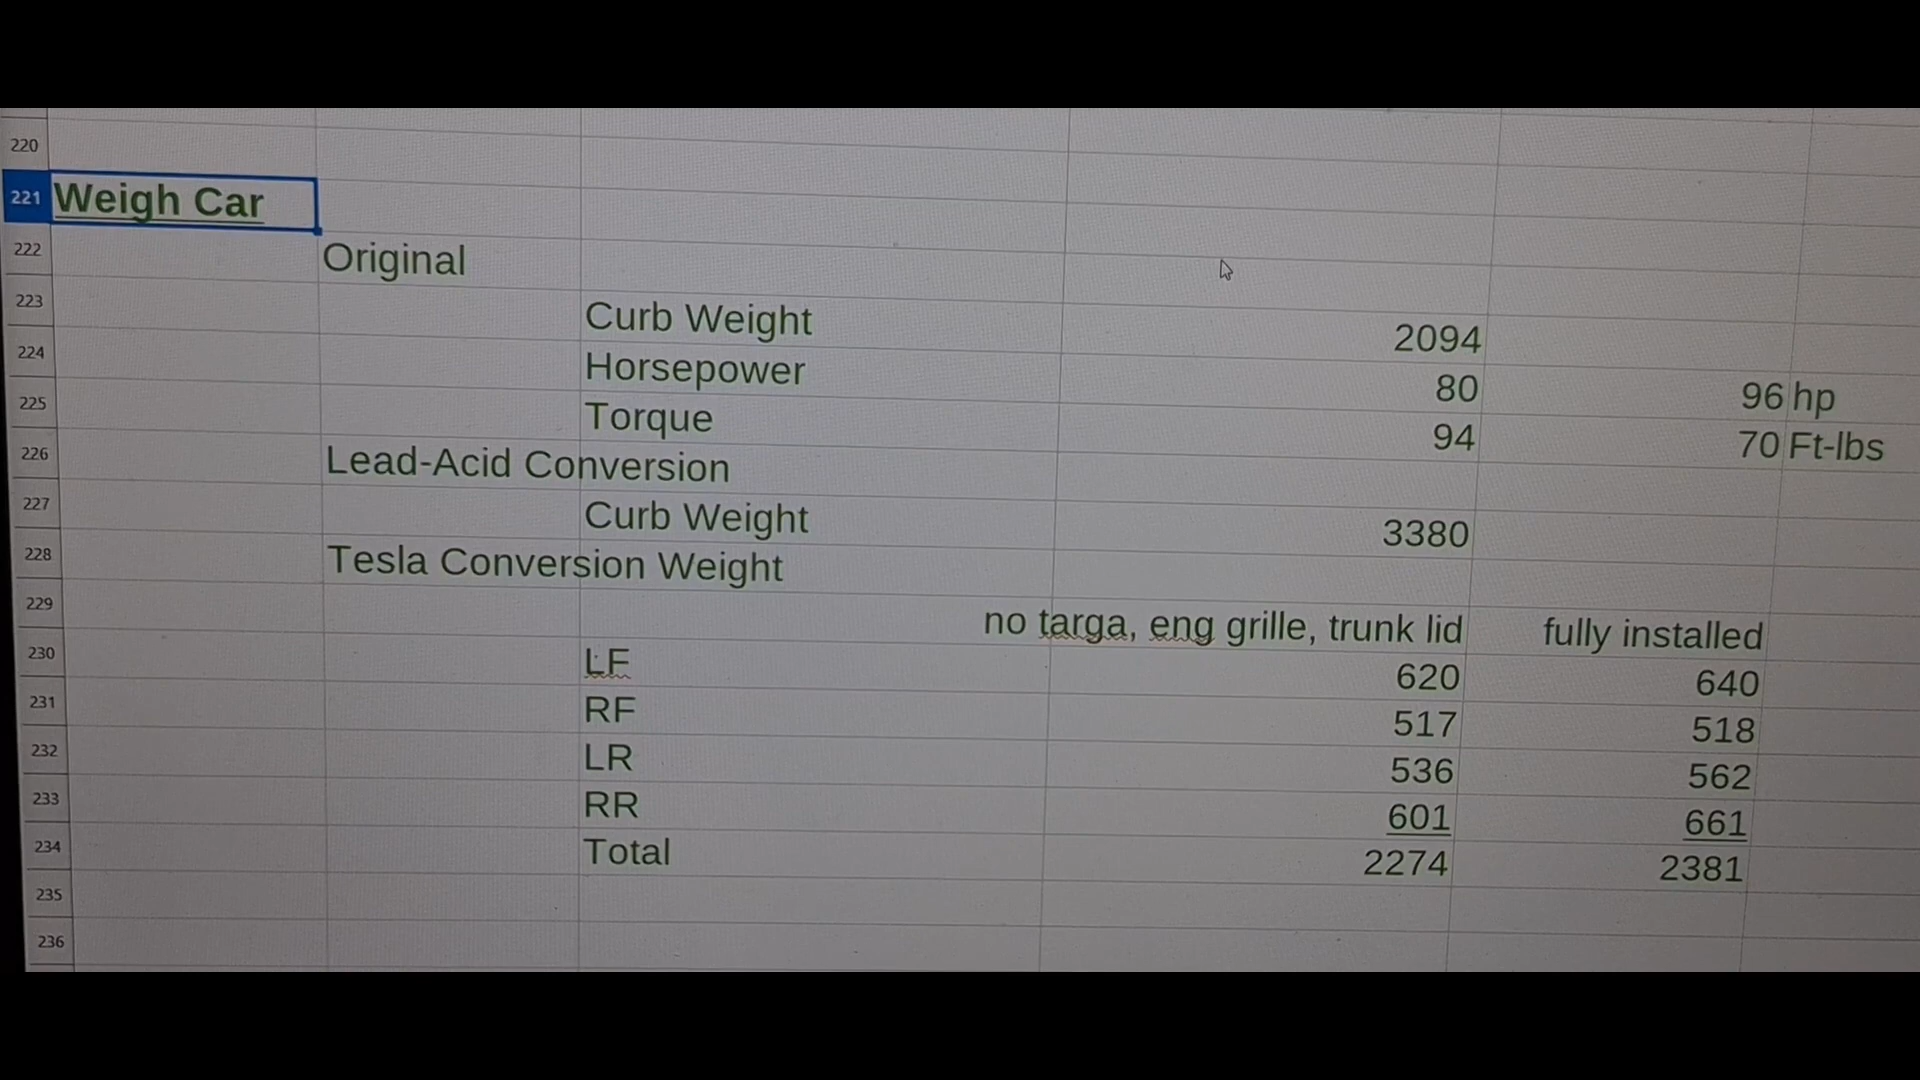 220
221 Weigh Car
222 Original
223 Curb Weight 2094
224 Horsepower 80 96 hp
225 Torque 94 70 Ft-lbs
226 Lead-Acid Conversion
227 Curb Weight 3380
228 Tesla Conversion Weight
229 no targa, eng grille, trunk lid fully installed
230 LF 620 640
231 RF 517 518
232 LR 536 562
233 RR 601 661
234 Total 2274 2381
235
236